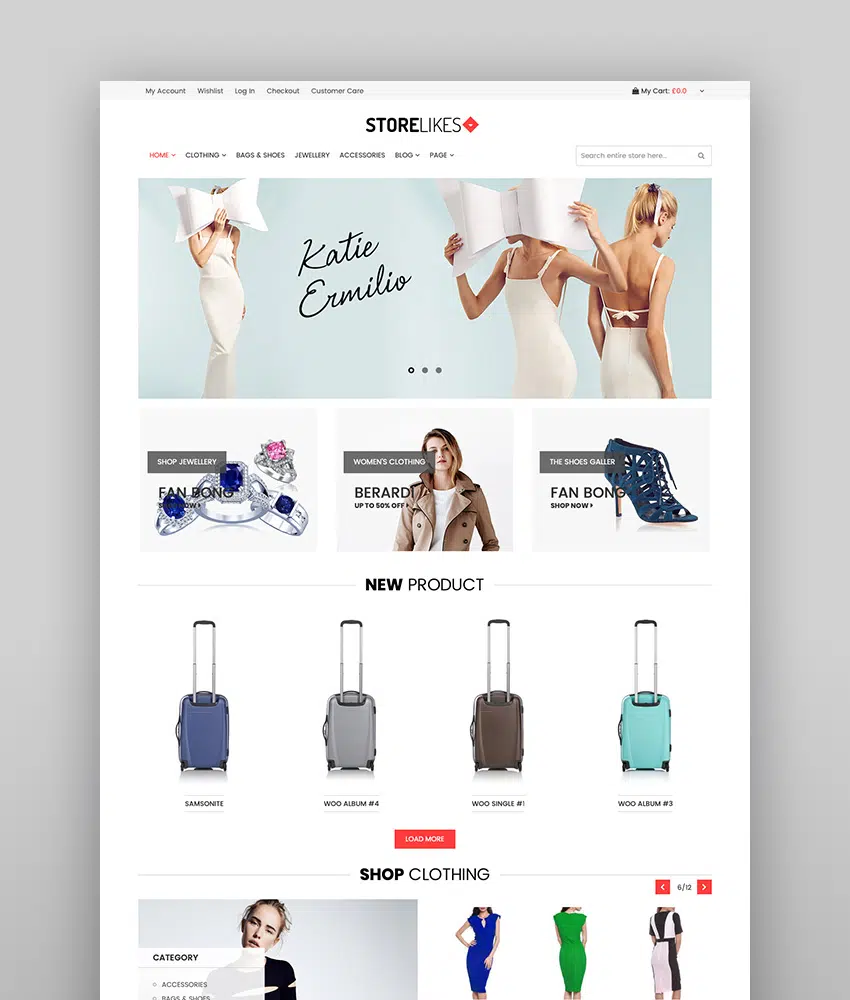 My Account Wishlist Log In Checkout Customer Care My Cart: £0.0
STORELIKES
HOME CLOTHING BAGS & SHOES JEWELLERY ACCESSORIES BLOG PAGE Search entire store here...
Katie
Ermilio
SHOP JEWELLERY
FAN BONG
SHOP NOW
WOMEN'S CLOTHING
BERARDI
UP TO 50% OFF
THE SHOES GALLER
FAN BONG
SHOP NOW
NEW PRODUCT
SAMSONITE WOO ALBUM #4 WOO SINGLE #1 WOO ALBUM #3
LOAD MORE
SHOP CLOTHING
6/12
CATEGORY
ACCESSORIES
BAGS & SHOES